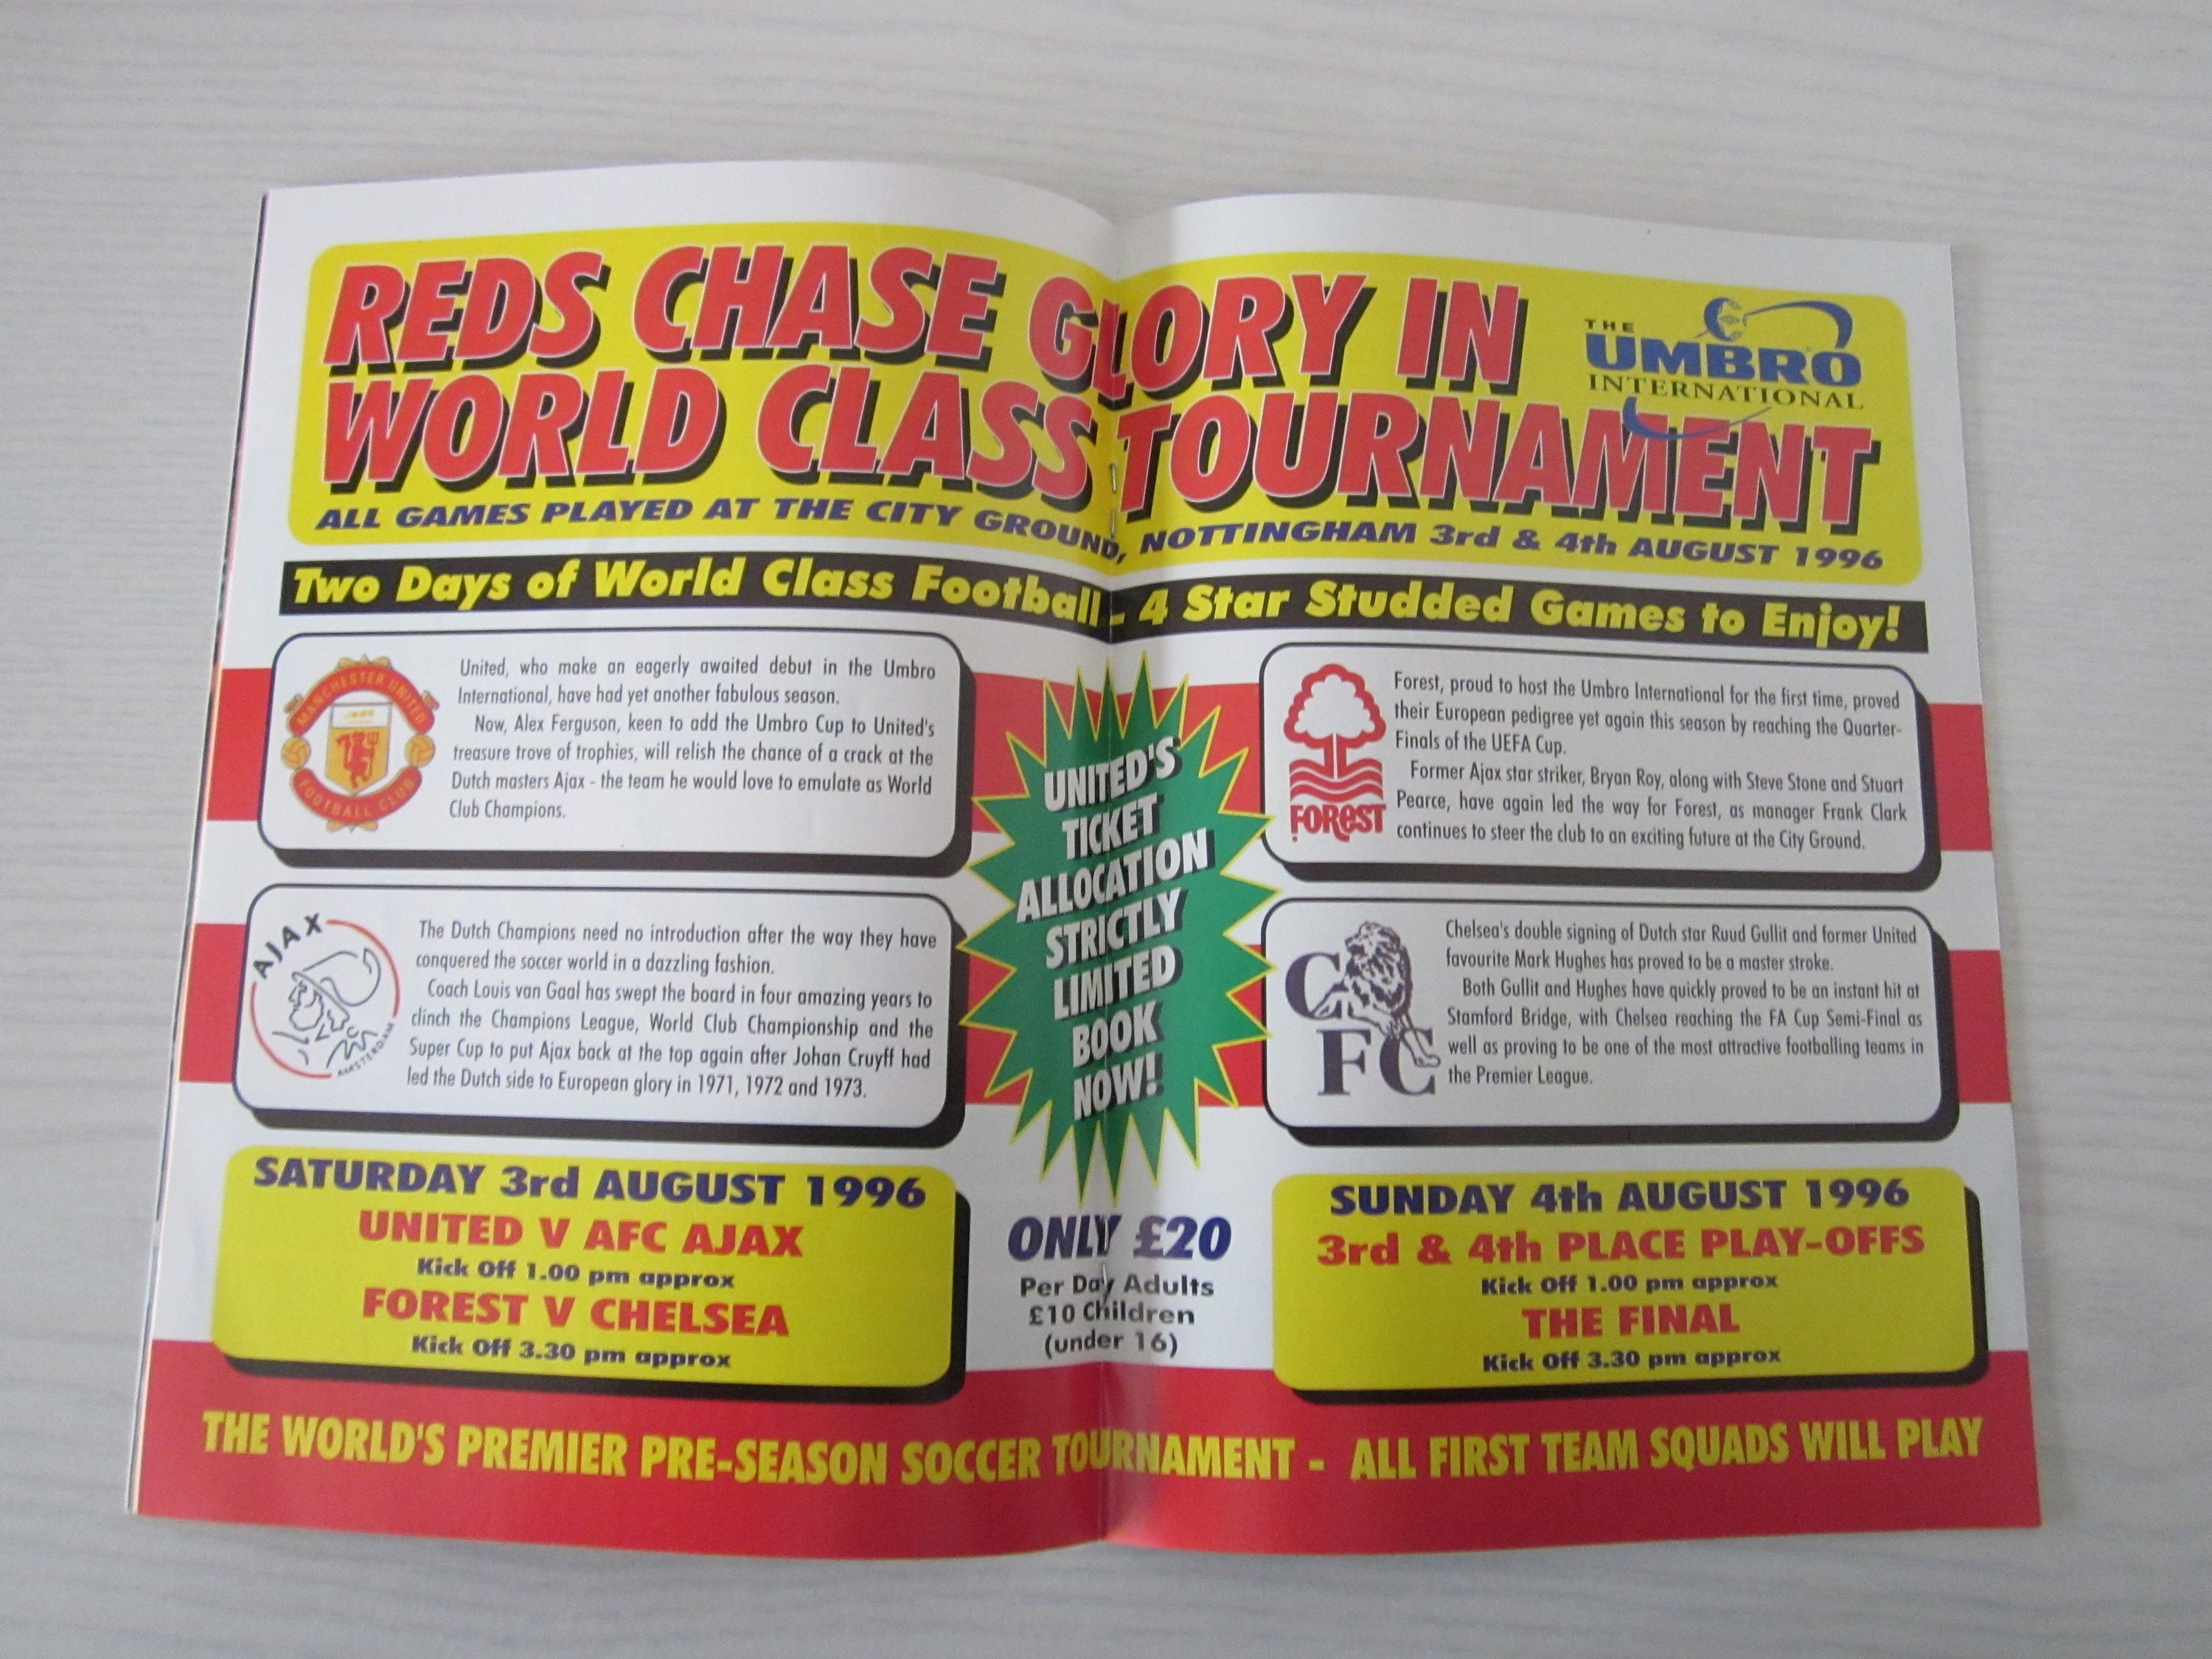 REDS CHASE GLORY IN
WORLD CLASS TOURNAMENT
THE
UMBRO
INTERNATIONAL
ALL GAMES PLAYED AT THE CITY GROUND, NOTTINGHAM 3rd & 4th AUGUST 1996
Two Days of World Class Football - 4 Star Studded Games to Enjoy!
MANCHESTER UNITED
FOOTBALL CLUB
United, who make an eagerly awaited debut in the Umbro
International, have had yet another fabulous season.
Now, Alex Ferguson, keen to add the Umbro Cup to United's
treasure trove of trophies, will relish the chance of a crack at the
Dutch masters Ajax - the team he would love to emulate as World
Club Champions.
AJAX
AMSTERDAM
The Dutch Champions need no introduction after the way they have
conquered the soccer world in a dazzling fashion.
Coach Louis van Gaal has swept the board in four amazing years to
clinch the Champions League, World Club Championship and the
Super Cup to put Ajax back at the top again after Johan Cruyff had
led the Dutch side to European glory in 1971, 1972 and 1973.
UNITED'S
TICKET
ALLOCATION
STRICTLY
LIMITED
BOOK
NOW!
FOREST
Forest, proud to host the Umbro International for the first time, proved
their European pedigree yet again this season by reaching the Quarter-
Finals of the UEFA Cup.
Former Ajax star striker, Bryan Roy, along with Steve Stone and Stuart
Pearce, have again led the way for Forest, as manager Frank Clark
continues to steer the club to an exciting future at the City Ground.
C
FC
Chelsea's double signing of Dutch star Ruud Gullit and former United
favourite Mark Hughes has proved to be a master stroke.
Both Gullit and Hughes have quickly proved to be an instant hit at
Stamford Bridge, with Chelsea reaching the FA Cup Semi-Final as
well as proving to be one of the most attractive footballing teams in
the Premier League.
SATURDAY 3rd AUGUST 1996
UNITED V AFC AJAX
Kick Off 1.00 pm approx
FOREST V CHELSEA
Kick Off 3.30 pm approx
ONLY £20
Per Day Adults
£10 Children
(under 16)
SUNDAY 4th AUGUST 1996
3rd & 4th PLACE PLAY-OFFS
Kick Off 1.00 pm approx
THE FINAL
Kick Off 3.30 pm approx
THE WORLD'S PREMIER PRE-SEASON SOCCER TOURNAMENT - ALL FIRST TEAM SQUADS WILL PLAY